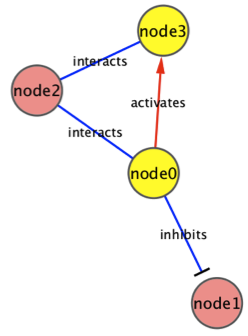 node3
interacts
node2
activates
interacts
node0
inhibits
node1